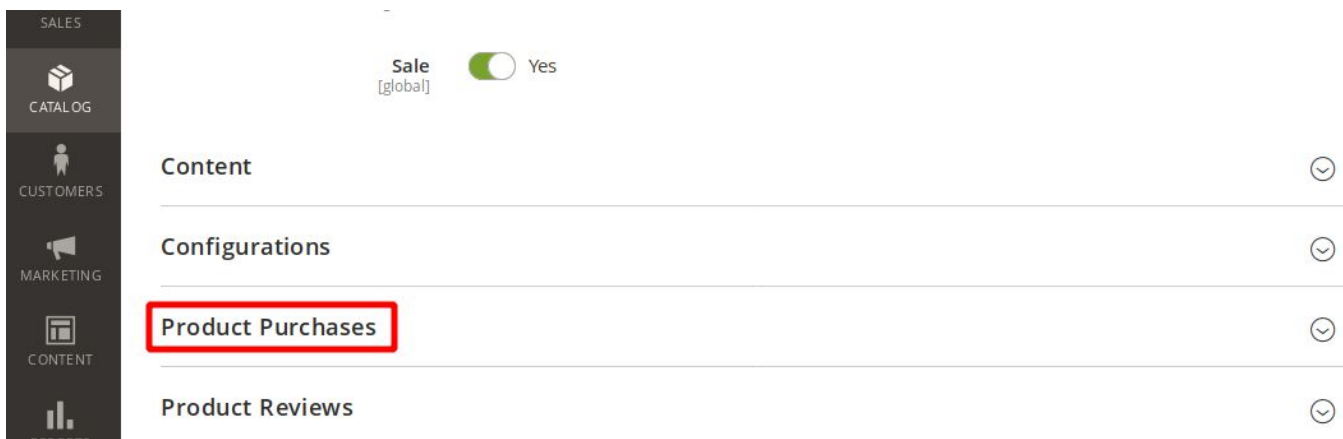 SALES
CATALOG
CUSTOMERS
MARKETING
CONTENT
Sale
Yes
[global]
Content
Configurations
Product Purchases
Product Reviews